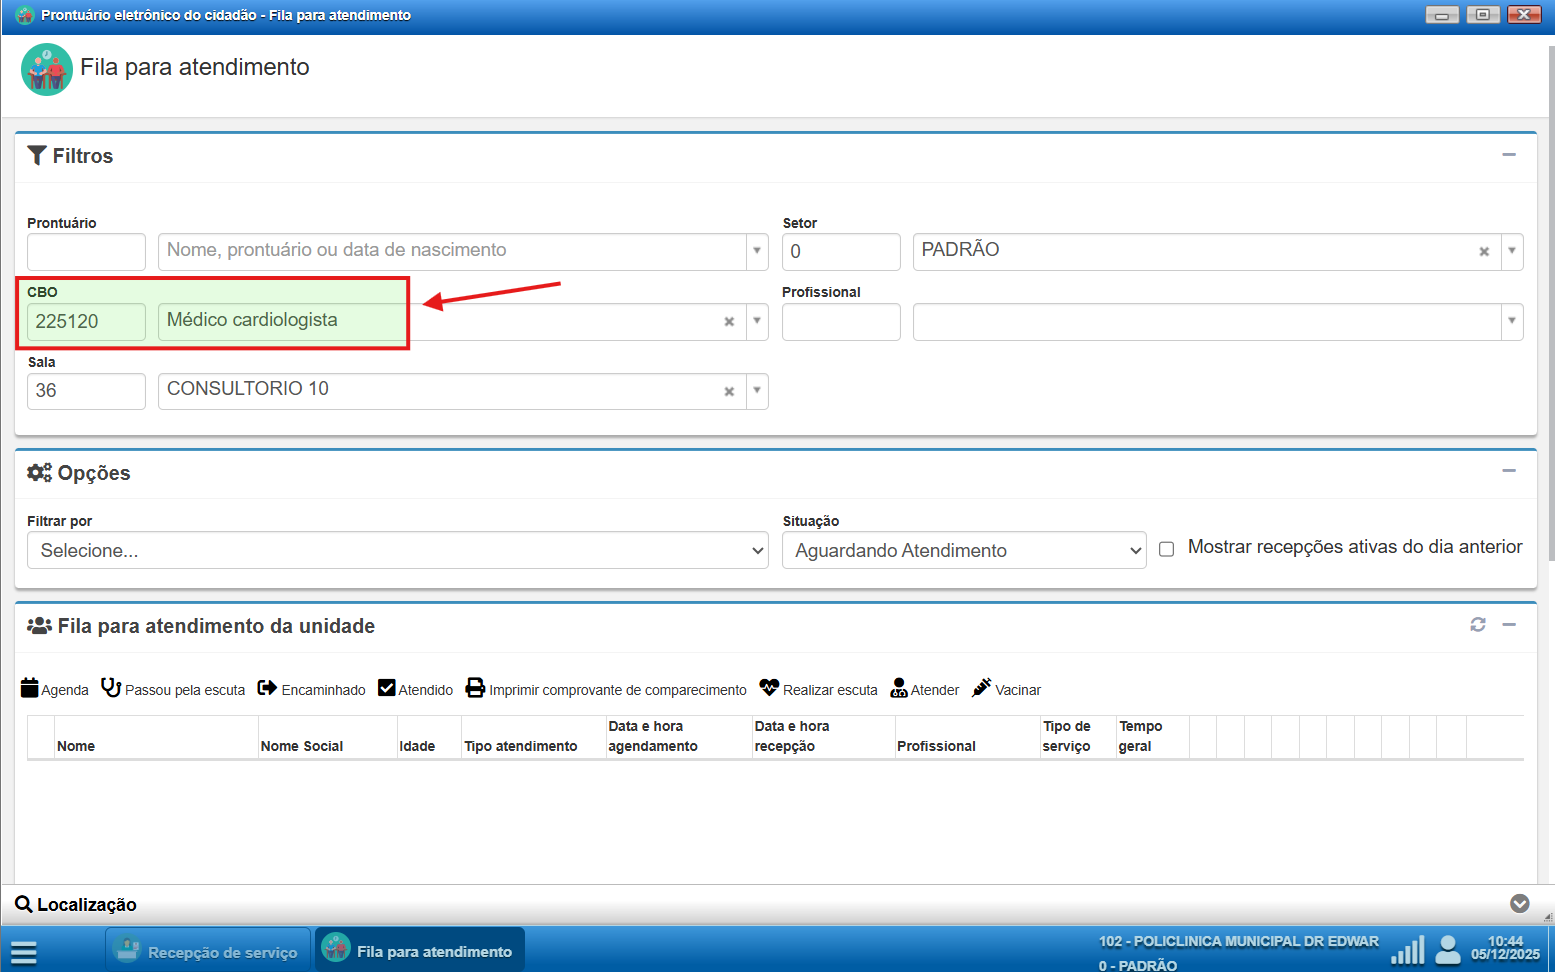 Prontuário eletrônico do cidadão - Fila para atendimento
Fila para atendimento
Filtros
Prontuário
Nome, prontuário ou data de nascimento
Setor
0
PADRÃO
CBO
225120
Médico cardiologista
Profissional
Sala
36
CONSULTORIO 10
Opções
Filtrar por
Selecione...
Situação
Aguardando Atendimento
Mostrar recepções ativas do dia anterior
Fila para atendimento da unidade
Agenda Passou pela escuta Encaminhado Atendido Imprimir comprovante de comparecimento Realizar escuta Atender Vacinar
Nome
Nome Social
Idade
Tipo atendimento
Data e hora
agendamento
Data e hora
recepção
Profissional
Tipo de
serviço
Tempo
geral
Localização
Recepção de serviço
Fila para atendimento
102 - POLICLINICA MUNICIPAL DR EDWAR
0 - PADRÃO
10:44
05/12/2025